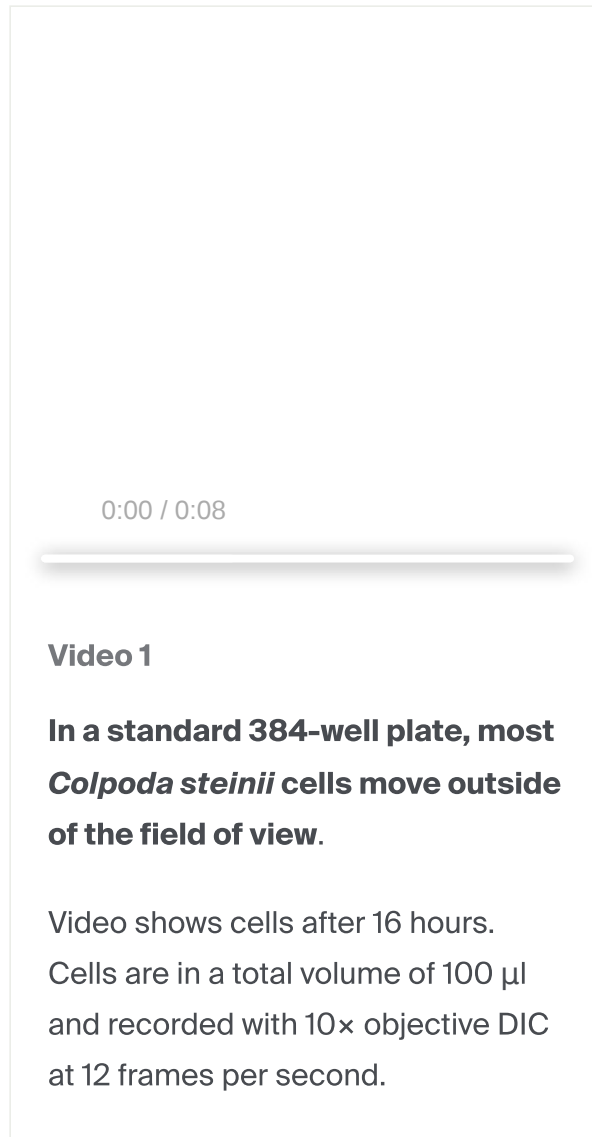 0:00 / 0:08
Video 1
In a standard 384-well plate, most
Colpoda steinii cells move outside
of the field of view.
Video shows cells after 16 hours.
Cells are in a total volume of 100 μl
and recorded with 10× objective DIC
at 12 frames per second.